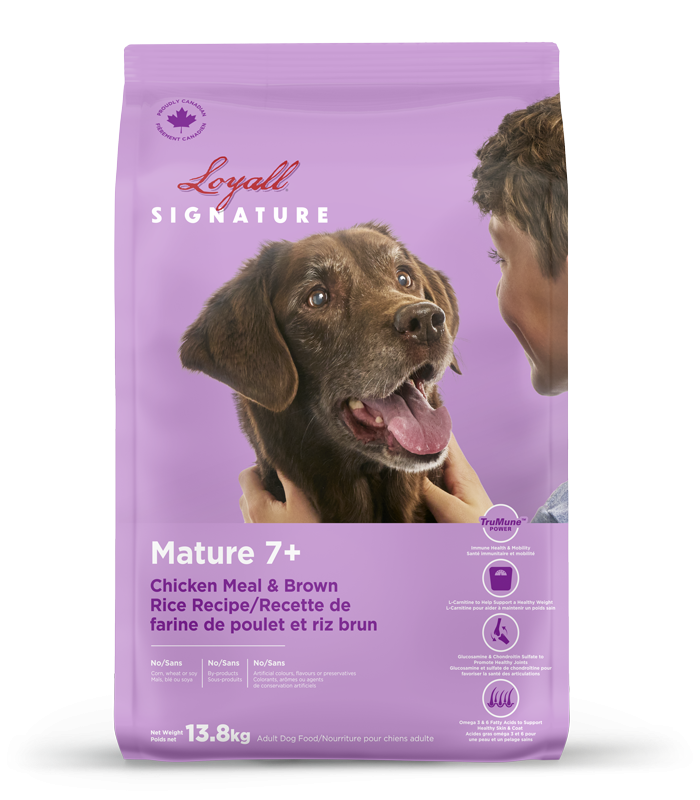 PROUDLY CANADIAN
FIÈREMENT CANADIEN
Loyall
SIGNATURE
TruMune™
POWER
Immune Health & Mobility
Santé immunitaire et mobilité
Mature 7+
Chicken Meal & Brown
Rice Recipe/Recette de
farine de poulet et riz brun
L-Carnitine to Help Support a Healthy Weight
L-Carnitine pour aider à maintenir un poids sain
Glucosamine & Chondroitin Sulfate to
Promote Healthy Joints
Glucosamine et sulfate de chondroïtine pour
favoriser la santé des articulations
No/Sans
Corn, wheat or soy
Maïs, blé ou soya
No/Sans
By-products
Sous-produits
No/Sans
Artificial colours, flavours or preservatives
Colorants, arômes ou agents
de conservation artificiels
Omega 3 & 6 Fatty Acids to Support
Healthy Skin & Coat
Acides gras oméga 3 et 6 pour
une peau et un pelage sains
Net Weight
Poids net
13.8kg
Adult Dog Food/Nourriture pour chiens adulte